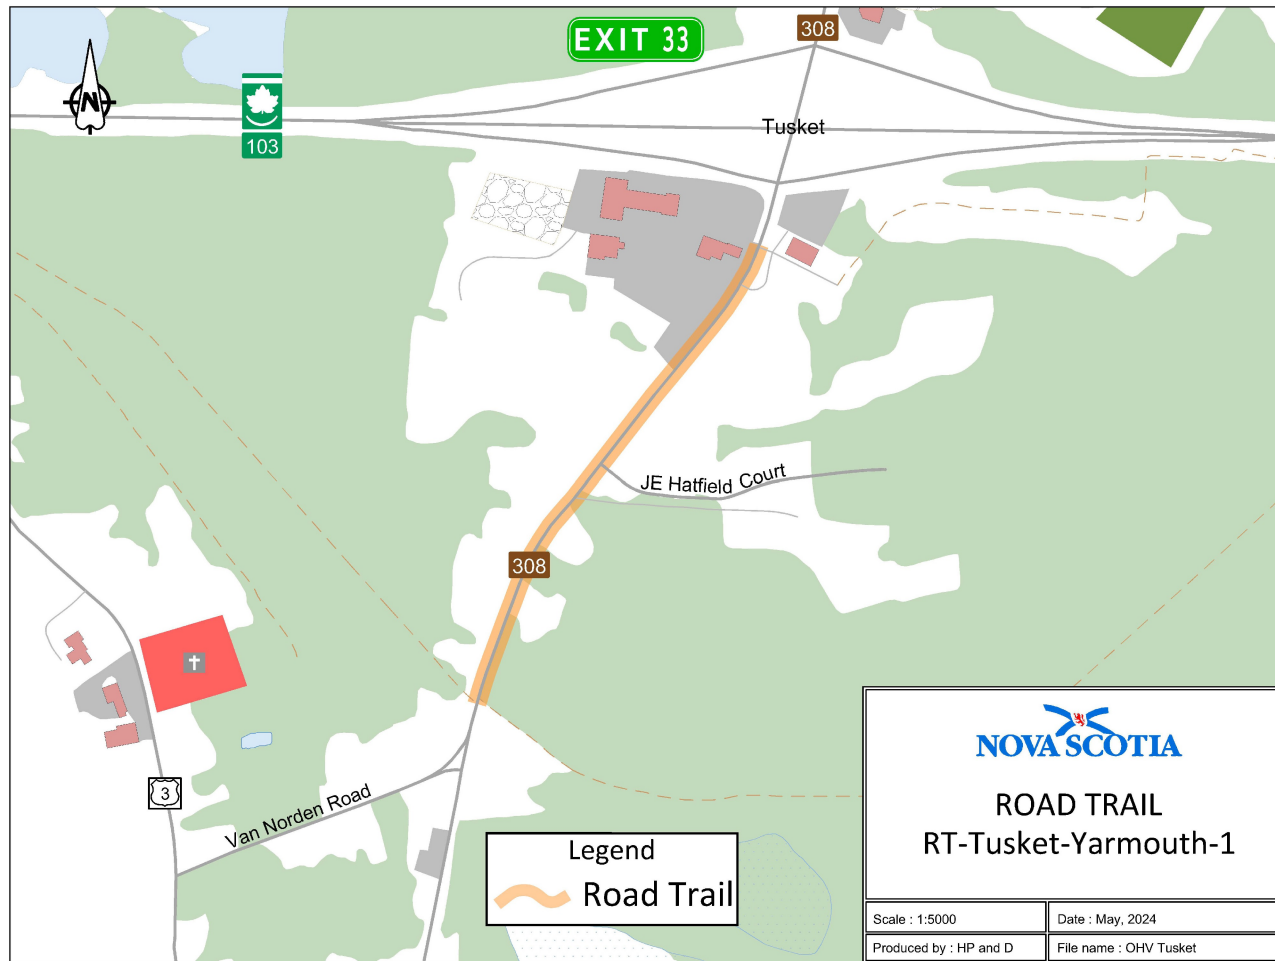 EXIT 33
308
N
103
Tusket
JE Hatfield Court
308
3
Van Norden Road
Legend
Road Trail
NOVA SCOTIA
ROAD TRAIL
RT-Tusket-Yarmouth-1
Scale : 1:5000
Date : May, 2024
Produced by : HP and D
File name : OHV Tusket